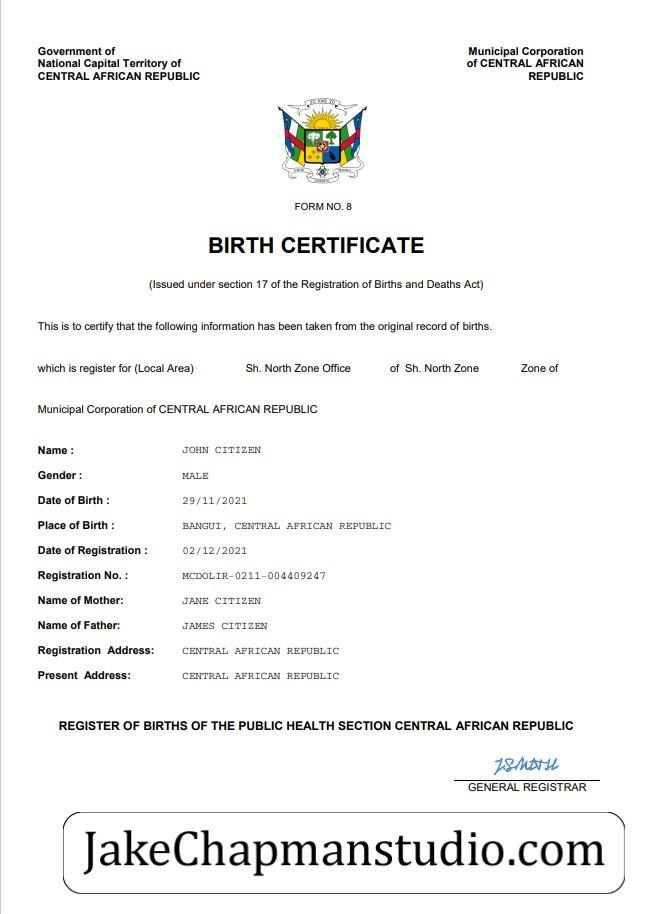 Government of
National Capital Territory of
CENTRAL AFRICAN REPUBLIC
Municipal Corporation
of CENTRAL AFRICAN
REPUBLIC
FORM NO. 8
BIRTH CERTIFICATE
(Issued under section 17 of the Registration of Births and Deaths Act)
This is to certify that the following information has been taken from the original record of births.
which is register for (Local Area) Sh. North Zone Office of Sh. North Zone Zone of
Municipal Corporation of CENTRAL AFRICAN REPUBLIC
Name : JOHN CITIZEN
Gender : MALE
Date of Birth : 29/11/2021
Place of Birth : BANGUI, CENTRAL AFRICAN REPUBLIC
Date of Registration : 02/12/2021
Registration No. : MCDOLIR-0211-004409247
Name of Mother: JANE CITIZEN
Name of Father: JAMES CITIZEN
Registration Address: CENTRAL AFRICAN REPUBLIC
Present Address: CENTRAL AFRICAN REPUBLIC
REGISTER OF BIRTHS OF THE PUBLIC HEALTH SECTION CENTRAL AFRICAN REPUBLIC
GENERAL REGISTRAR
JakeChapmanstudio.com